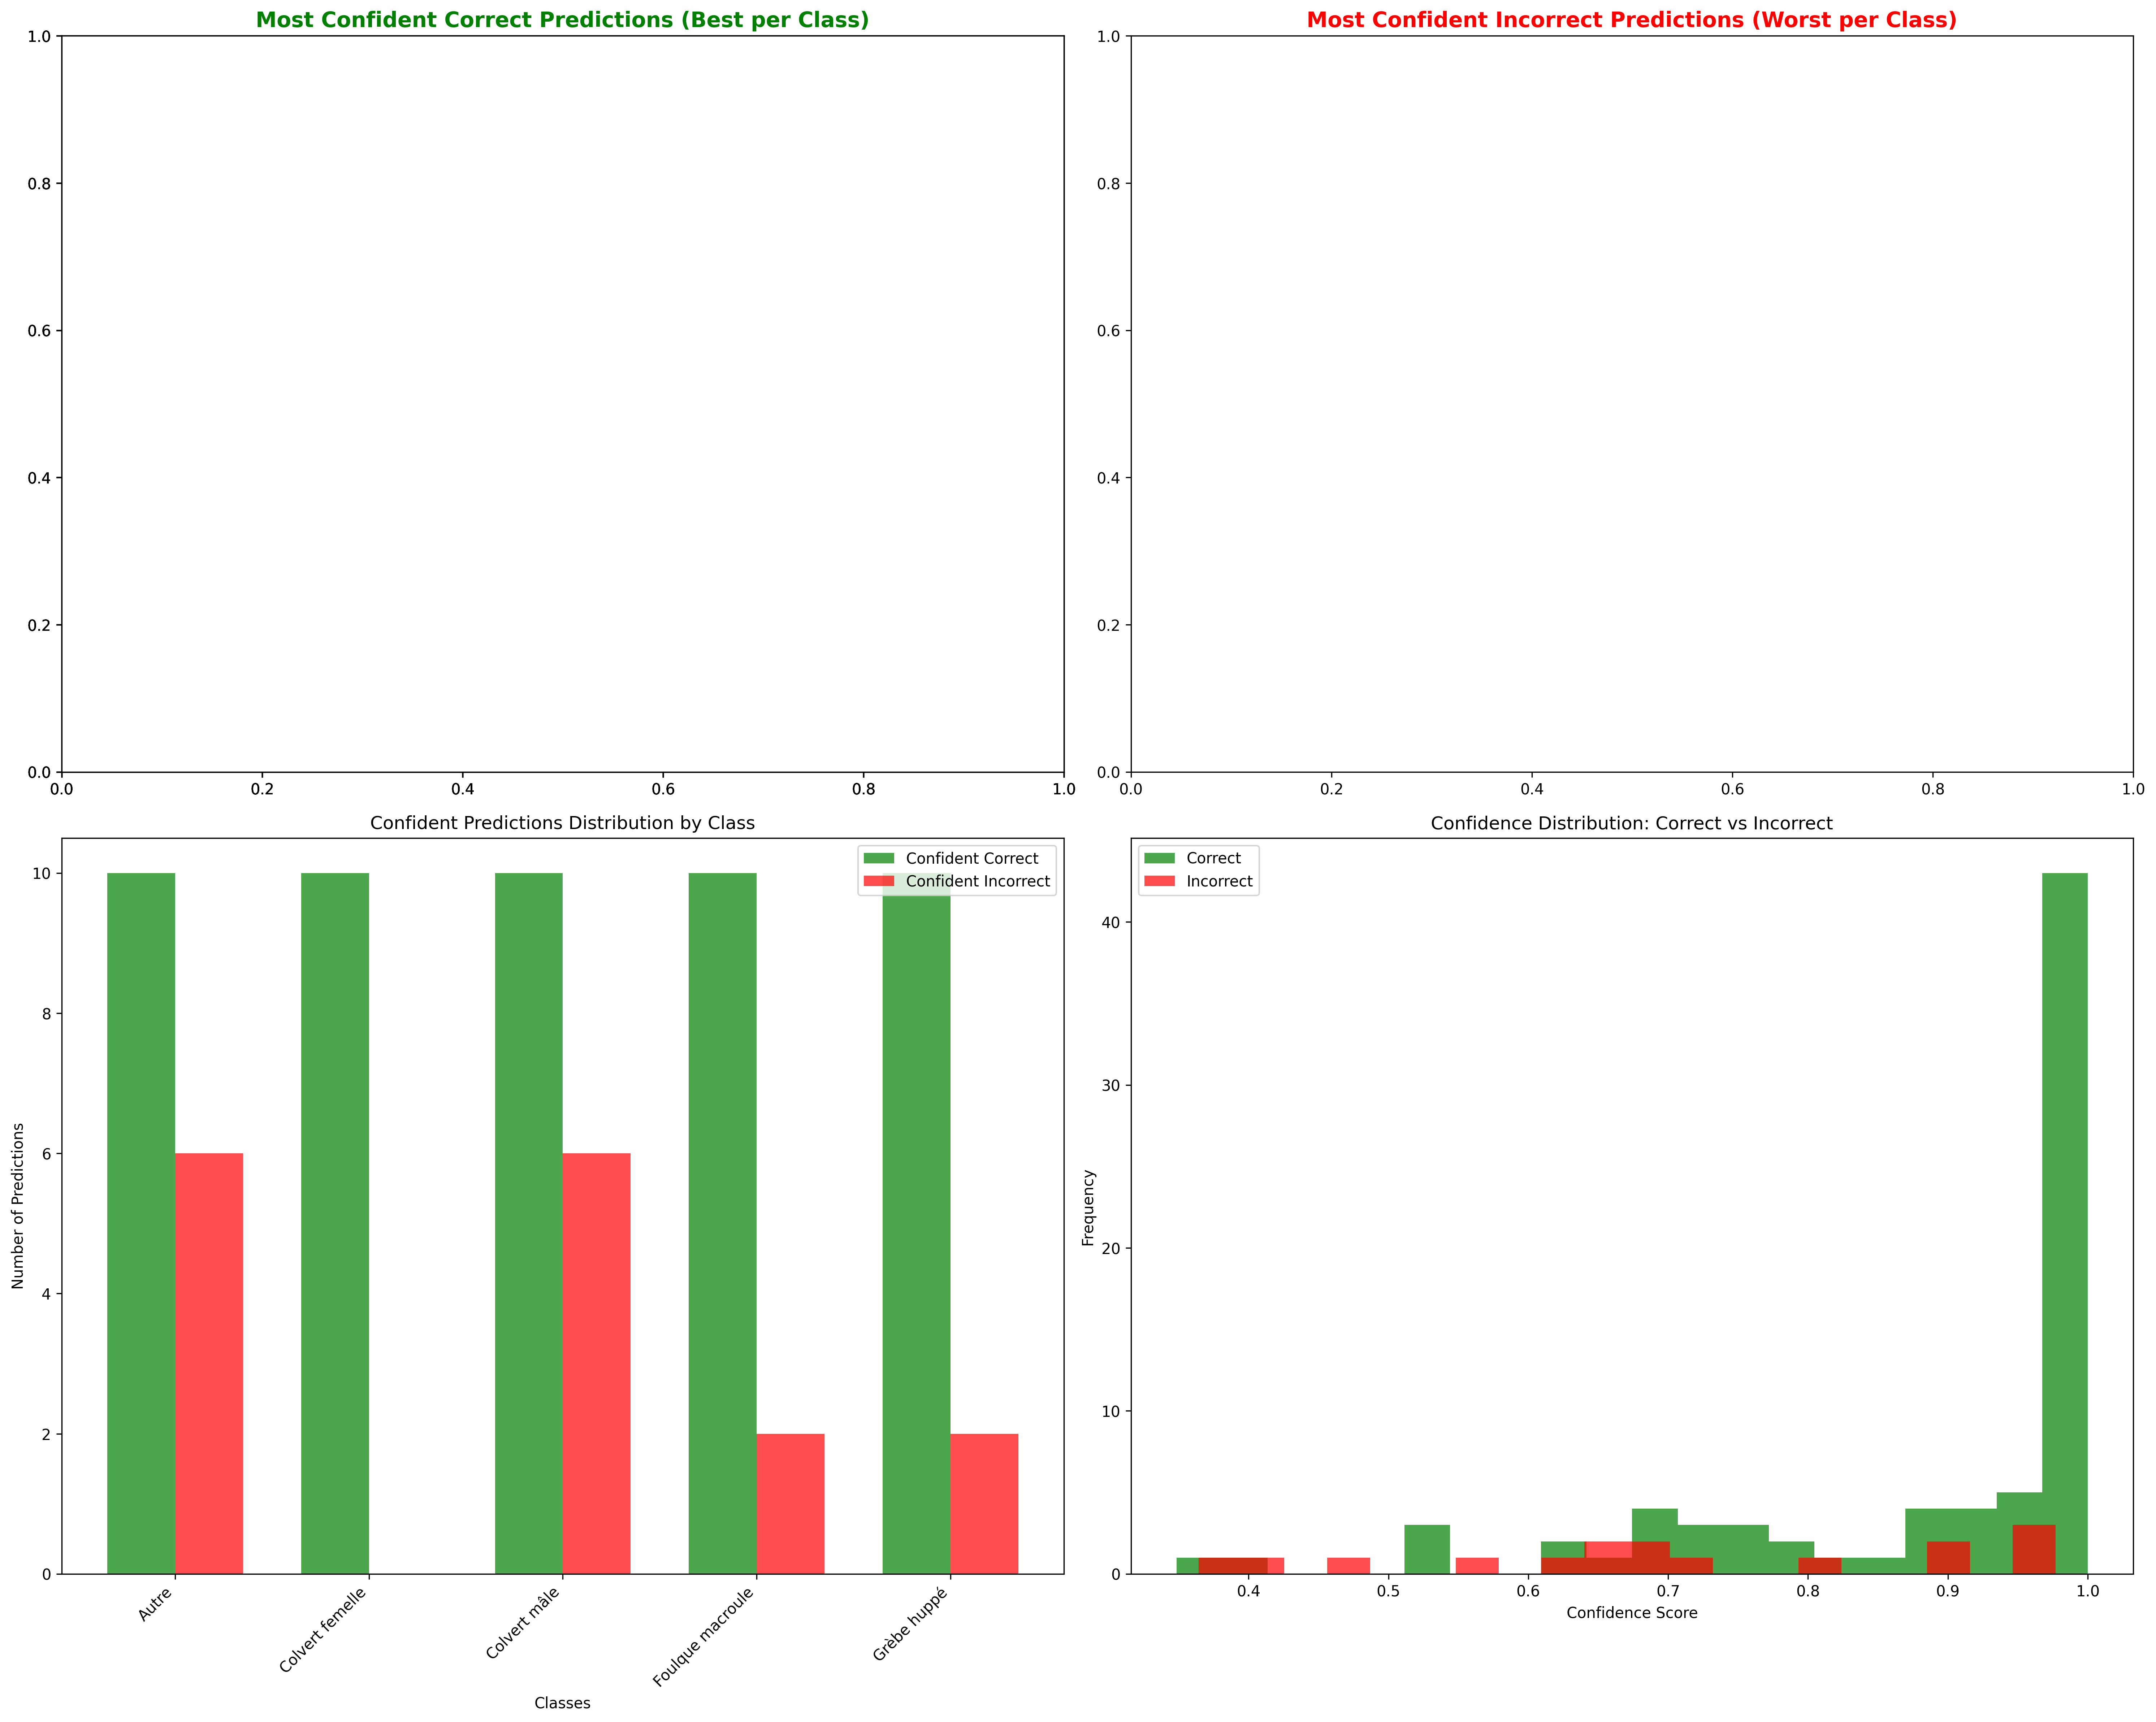 Most Confident Correct Predictions (Best per Class)
1.0
0.8
0.6
0.4
0.2
0.0
0.0 0.2 0.4 0.6 0.8 1.0
Most Confident Incorrect Predictions (Worst per Class)
1.0
0.8
0.6
0.4
0.2
0.0
0.0 0.2 0.4 0.6 0.8 1.0
Confident Predictions Distribution by Class
Confident Correct
Confident Incorrect
Number of Predictions
10
8
6
4
2
0
Autre
Colvert femelle
Colvert mâle
Foulque macroule
Grèbe huppé
Classes
Confidence Distribution: Correct vs Incorrect
Correct
Incorrect
Frequency
40
30
20
10
0
0.4 0.5 0.6 0.7 0.8 0.9 1.0
Confidence Score